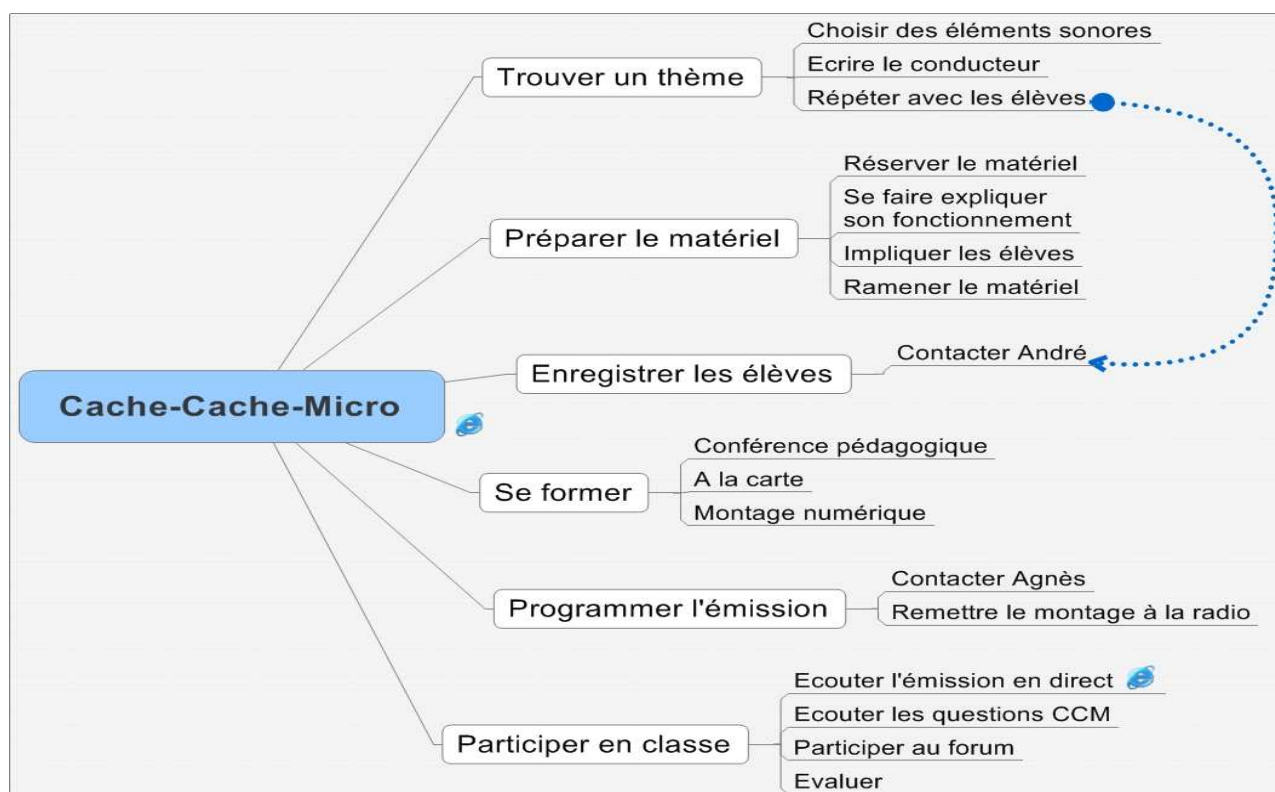 Choisir des éléments sonores
Trouver un thème
Ecrire le conducteur
Répéter avec les élèves
Réserver le matériel
Se faire expliquer
son fonctionnement
Préparer le matériel
Impliquer les élèves
Ramener le matériel
Contacter André
Enregistrer les élèves
Cache-Cache-Micro
Conférence pédagogique
Se former
A la carte
Montage numérique
Contacter Agnès
Programmer l'émission
Remettre le montage à la radio
Ecouter l'émission en direct
Ecouter les questions CCM
Participer en classe
Participer au forum
Evaluer